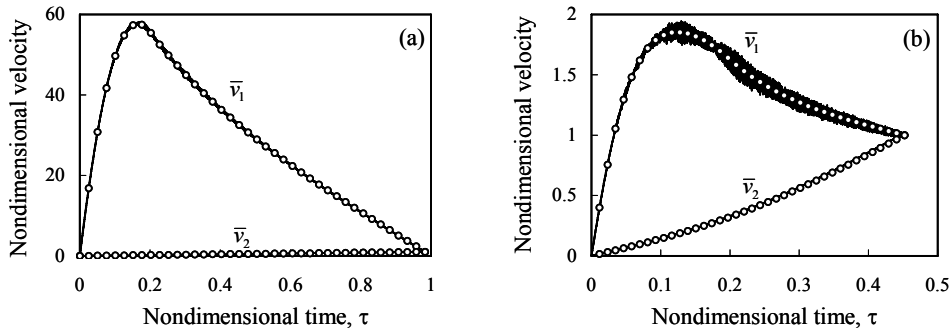 60
40
20
0
Nondimensional velocity
(a)
v̅₁
v̅₂
0 0.2 0.4 0.6 0.8 1
Nondimensional time, τ
2
1.5
1
0.5
0
Nondimensional velocity
(b)
v̅₁
v̅₂
0 0.1 0.2 0.3 0.4 0.5
Nondimensional time, τ